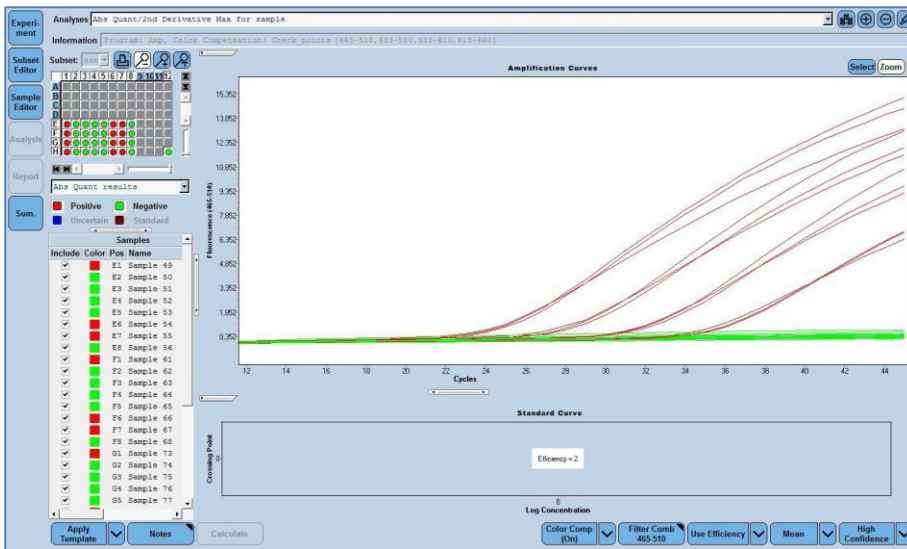 Experi-
ment
Subset
Editor
Sample
Editor
Analysis
Report
Sum.
Analyses Abs Quant/2nd Derivative Max for sample
Information Program: Amp, Color Compensation: Check_points [465-510,533-580,533-610,618-660]
Subset: sam
1 2 3 4 5 6 7 8 9 10 11 12
A
B
C
D
E
F
G
H
Abs Quant results
Positive Negative
Uncertain Standard
Samples
Include Color Pos Name
E1 Sample 49
E2 Sample 50
E3 Sample 51
E4 Sample 52
E5 Sample 53
E6 Sample 54
E7 Sample 55
E8 Sample 56
F1 Sample 61
F2 Sample 62
F3 Sample 63
F4 Sample 64
F5 Sample 65
F6 Sample 66
F7 Sample 67
F8 Sample 68
G1 Sample 73
G2 Sample 74
G3 Sample 75
G4 Sample 76
G5 Sample 77
Amplification Curves
Select Zoom
Fluorescence (465-510)
15.352
13.852
12.352
10.852
9.352
7.852
6.352
4.852
3.352
1.852
0.352
12 14 16 18 20 22 24 26 28 30 32 34 36 38 40 42 44
Cycles
Standard Curve
Crossing Point
0
Efficiency = 2
0
Log Concentration
Apply
Template
Notes
Calculate
Color Comp
(On)
Filter Comb
465-510
Use Efficiency
Mean
High
Confidence